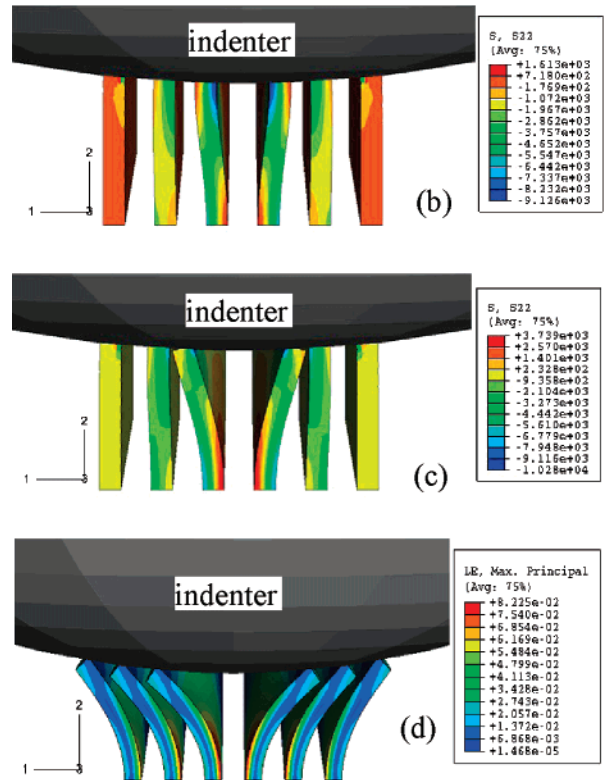 indenter
S, S22
(Avg: 75%)
+1.613e+03
+7.180e+02
-1.769e+02
-1.072e+03
-1.967e+03
-2.862e+03
-3.757e+03
-4.652e+03
-5.547e+03
-6.442e+03
-7.337e+03
-8.232e+03
-9.126e+03
2
1
3
(b)
indenter
S, S22
(Avg: 75%)
+3.739e+03
+2.570e+03
+1.401e+03
+2.328e+02
-9.358e+02
-2.104e+03
-3.273e+03
-4.442e+03
-5.610e+03
-6.779e+03
-7.948e+03
-9.116e+03
-1.028e+04
2
1
3
(c)
indenter
LE, Max. Principal
(Avg: 75%)
+8.225e-02
+7.540e-02
+6.854e-02
+6.169e-02
+5.484e-02
+4.799e-02
+4.113e-02
+3.428e-02
+2.743e-02
+2.057e-02
+1.372e-02
+6.868e-03
+1.468e-05
2
1
3
(d)